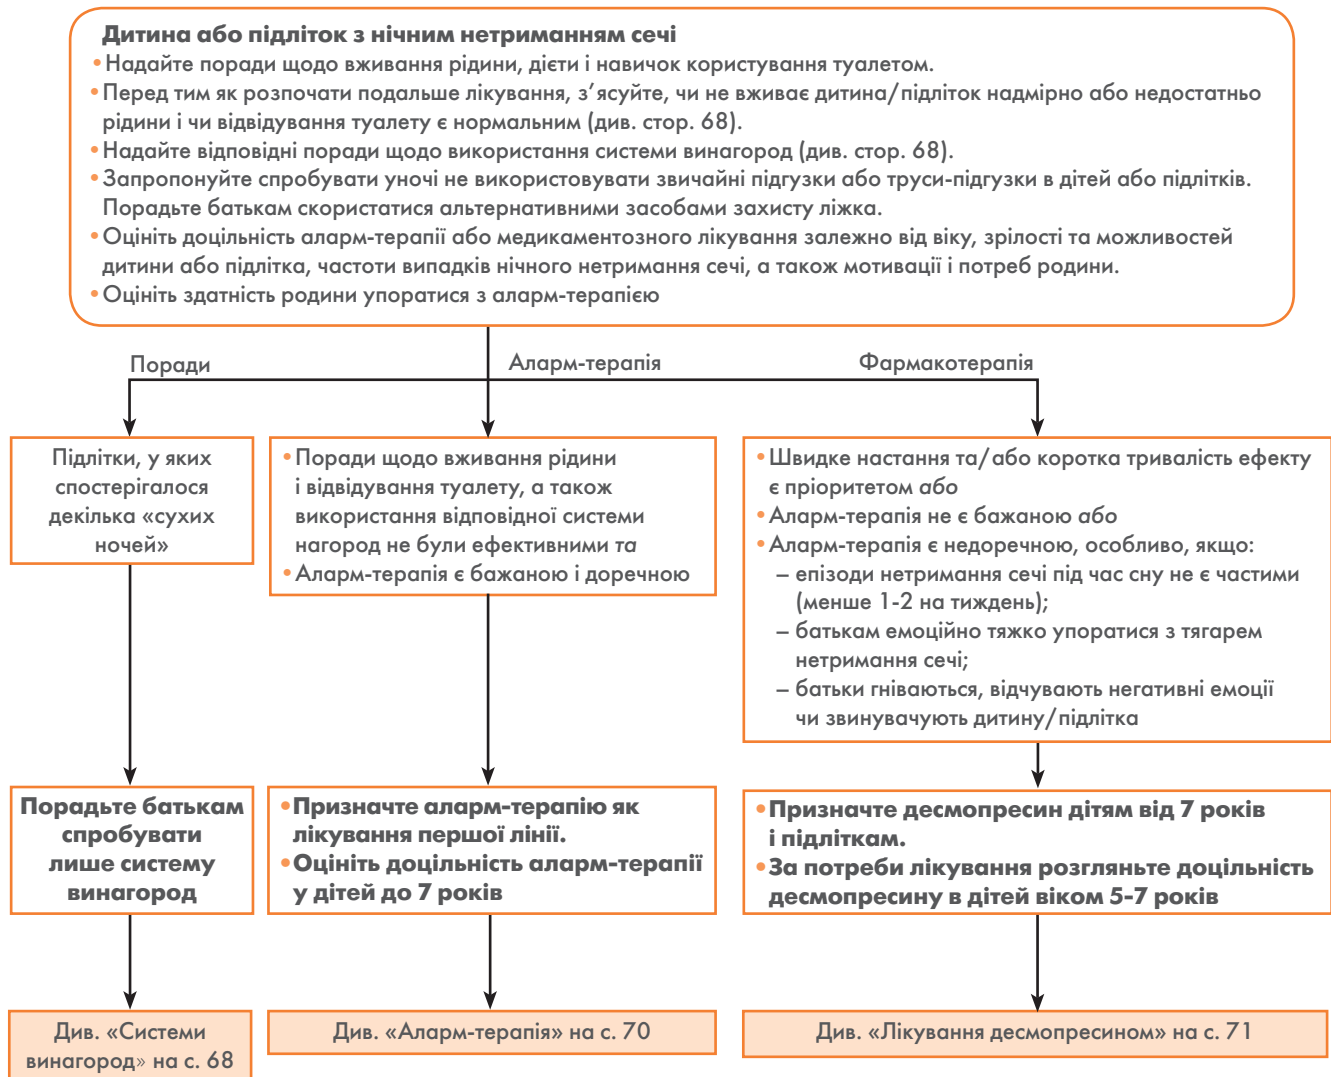 Дитина або підліток з нічним нетриманням сечі
•Надайте поради щодо вживання рідини, дієти і навичок користування туалетом.
•Перед тим як розпочати подальше лікування, з’ясуйте, чи не вживає дитина/підліток надмірно або недостатньо
рідини і чи відвідування туалету є нормальним (див. стор. 68).
•Надайте відповідні поради щодо використання системи винагород (див. стор. 68).
•Запропонуйте спробувати уночі не використовувати звичайні підгузки або труси-підгузки в дітей або підлітків.
Порадьте батькам скористатися альтернативними засобами захисту ліжка.
•Оцініть доцільність аларм-терапії або медикаментозного лікування залежно від віку, зрілості та можливостей
дитини або підлітка, частоти випадків нічного нетримання сечі, а також мотивації і потреб родини.
•Оцініть здатність родини упоратися з аларм-терапією
Поради
Аларм-терапія
Фармакотерапія
Підлітки, у яких
спостерігалося
декілька «сухих
ночей»
•Поради щодо вживання рідини
і відвідування туалету, а також
використання відповідної системи
нагород не були ефективними та
•Аларм-терапія є бажаною і доречною
•Швидке настання та/або коротка тривалість ефекту
є пріоритетом або
•Аларм-терапія не є бажаною або
•Аларм-терапія є недоречною, особливо, якщо:
– епізоди нетримання сечі під час сну не є частими
(менше 1-2 на тиждень);
– батькам емоційно тяжко упоратися з тягарем
нетримання сечі;
– батьки гніваються, відчувають негативні емоції
чи звинувачують дитину/підлітка
Порадьте батькам
спробувати
лише систему
винагород
•Призначте аларм-терапію як
лікування першої лінії.
•Оцініть доцільність аларм-терапії
у дітей до 7 років
•Призначте десмопресин дітям від 7 років
і підліткам.
•За потреби лікування розгляньте доцільність
десмопресину в дітей віком 5-7 років
Див. «Системи
винагород» на с. 68
Див. «Аларм-терапія» на с. 70
Див. «Лікування десмопресином» на с. 71